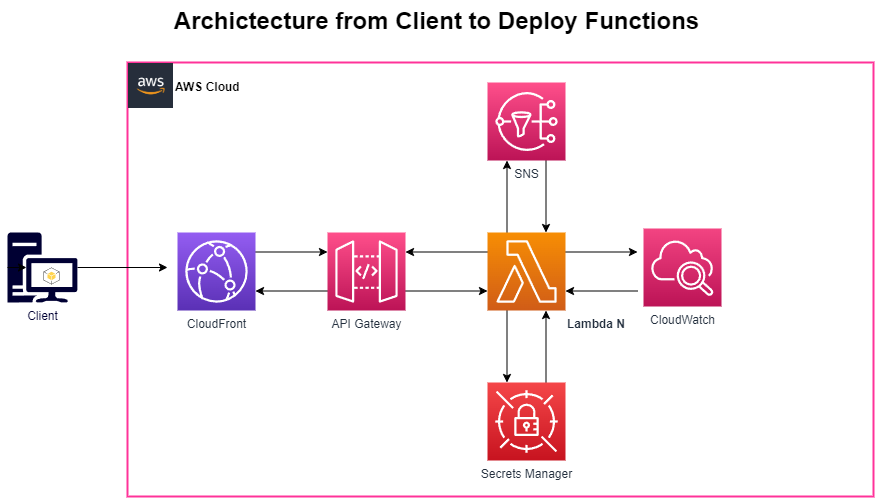 Archictecture from Client to Deploy Functions
aws
AWS Cloud
SNS
</>
Client
CloudFront
API Gateway
Lambda N
CloudWatch
Secrets Manager